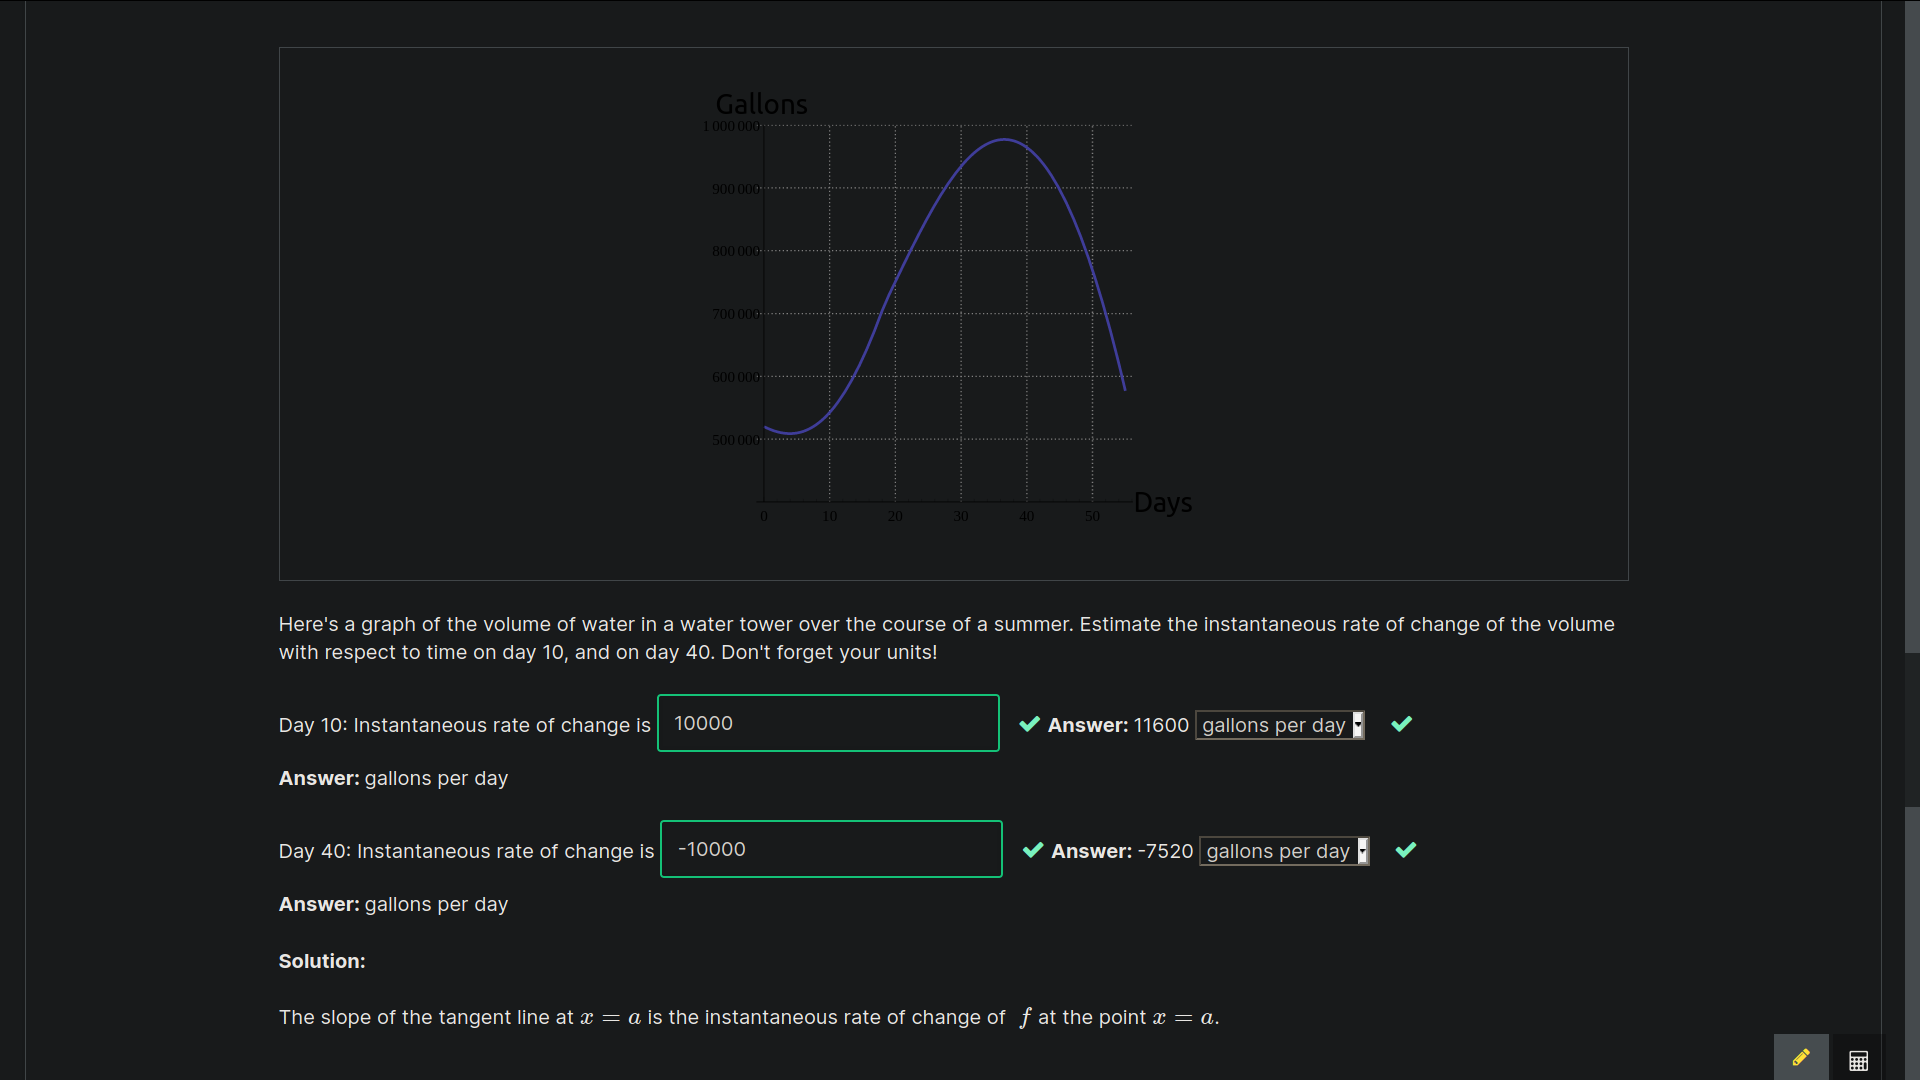 Gallons
1 000 000
900 000
800 000
700 000
600 000
500 000
Days
0 10 20 30 40 50
Here's a graph of the volume of water in a water tower over the course of a summer. Estimate the instantaneous rate of change of the volume
with respect to time on day 10, and on day 40. Don't forget your units!
Day 10: Instantaneous rate of change is 10000 Answer: 11600 gallons per day
Answer: gallons per day
Day 40: Instantaneous rate of change is -10000 Answer: -7520 gallons per day
Answer: gallons per day
Solution:
The slope of the tangent line at x = a is the instantaneous rate of change of f at the point x = a.